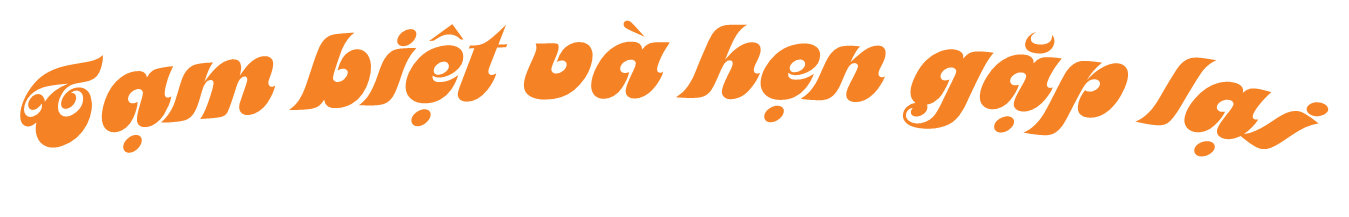 Tạm biệt và hẹn gặp lại